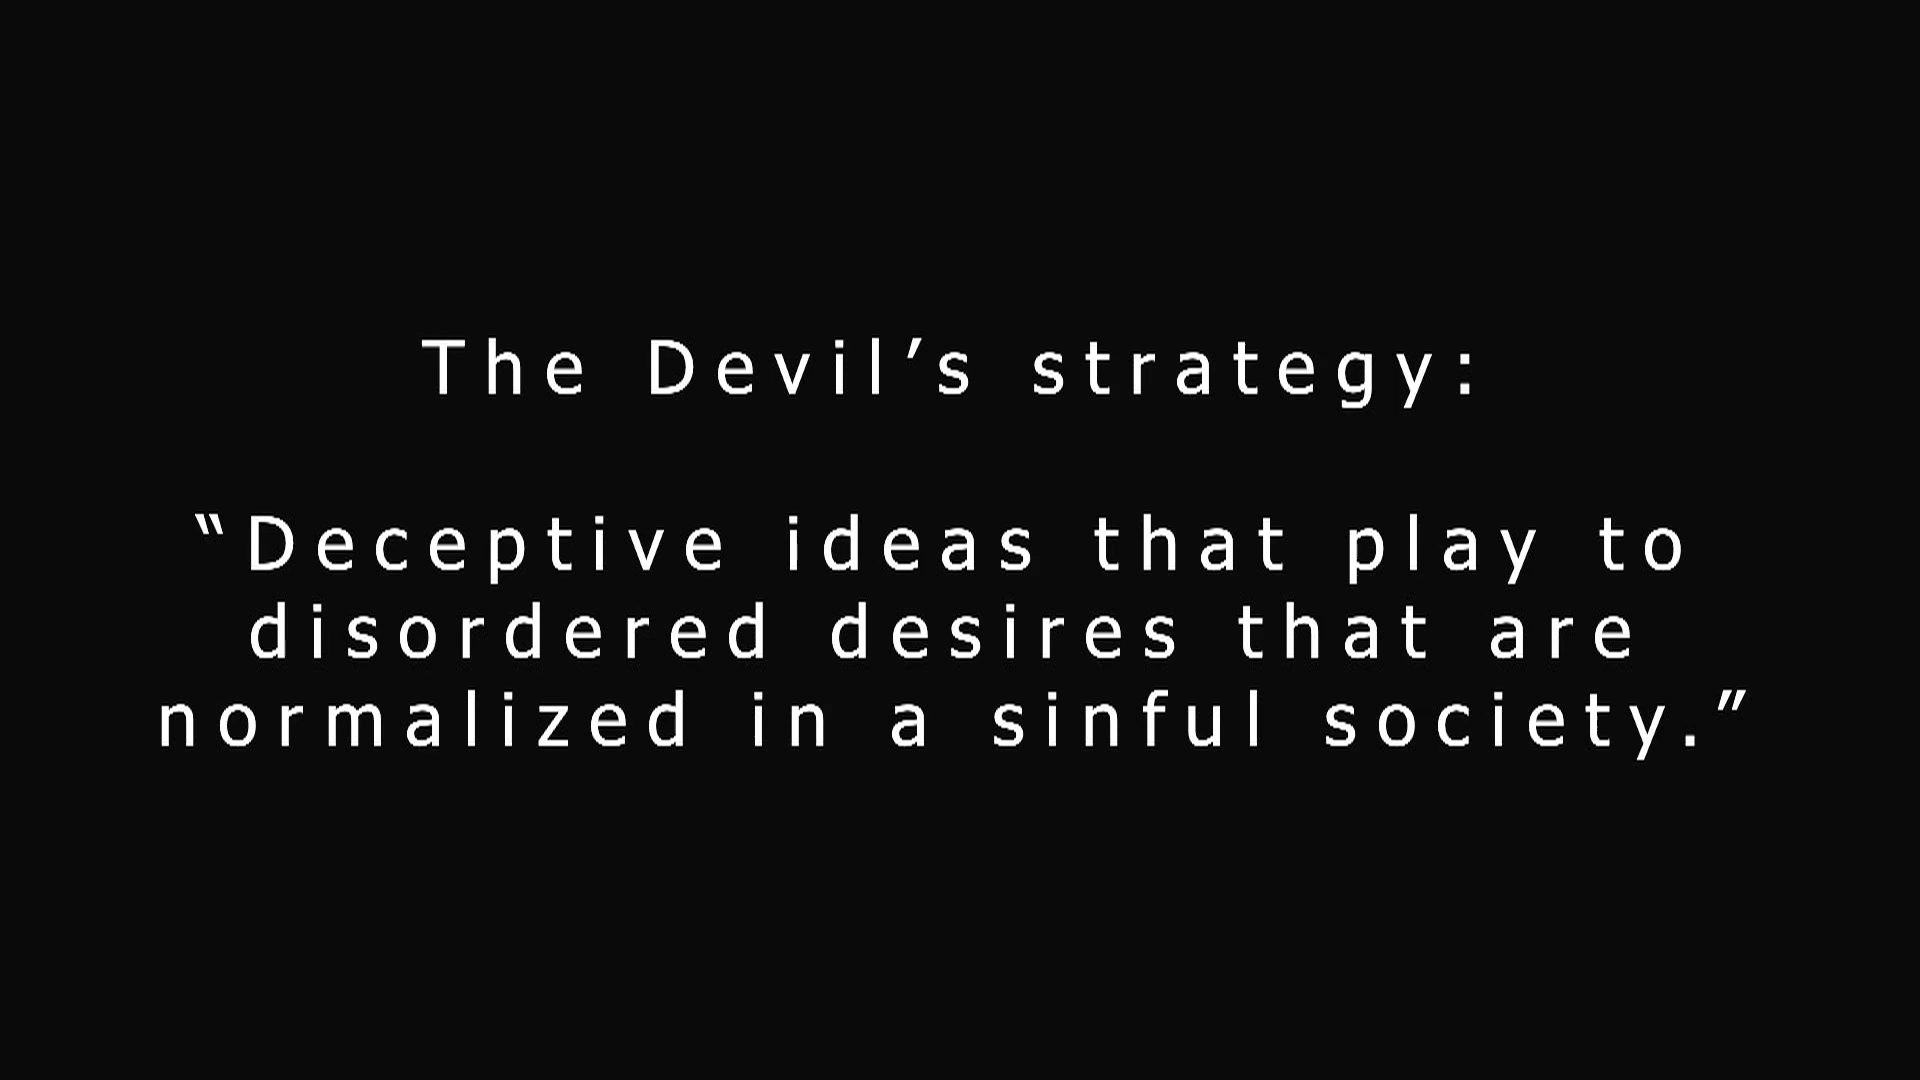 The Devil’s strategy:
“Deceptive ideas that play to
disordered desires that are
normalized in a sinful society.”